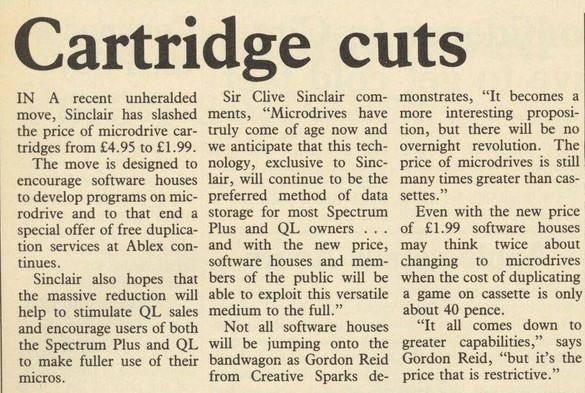 Cartridge cuts
IN A recent unheralded
move, Sinclair has slashed
the price of microdrive car-
tridges from £4.95 to £1.99.
The move is designed to
encourage software houses
to develop programs on mic-
rodrive and to that end a
special offer of free duplica-
tion services at Ablex con-
tinues.
Sinclair also hopes that
the massive reduction will
help to stimulate QL sales
and encourage users of both
the Spectrum Plus and QL
to make fuller use of their
micros.
Sir Clive Sinclair com-
ments, “Microdrives have
truly come of age now and
we anticipate that this tech-
nology, exclusive to Sinc-
lair, will continue to be the
preferred method of data
storage for most Spectrum
Plus and QL owners . . .
and with the new price,
software houses and mem-
bers of the public will be
able to exploit this versatile
medium to the full.”
Not all software houses
will be jumping onto the
bandwagon as Gordon Reid
from Creative Sparks de-
monstrates, “It becomes a
more interesting proposi-
tion, but there will be no
overnight revolution. The
price of microdrives is still
many times greater than cas-
settes.”
Even with the new price
of £1.99 software houses
may think twice about
changing to microdrives
when the cost of duplicating
a game on cassette is only
about 40 pence.
“It all comes down to
greater capabilities,” says
Gordon Reid, “but it’s the
price that is restrictive.”